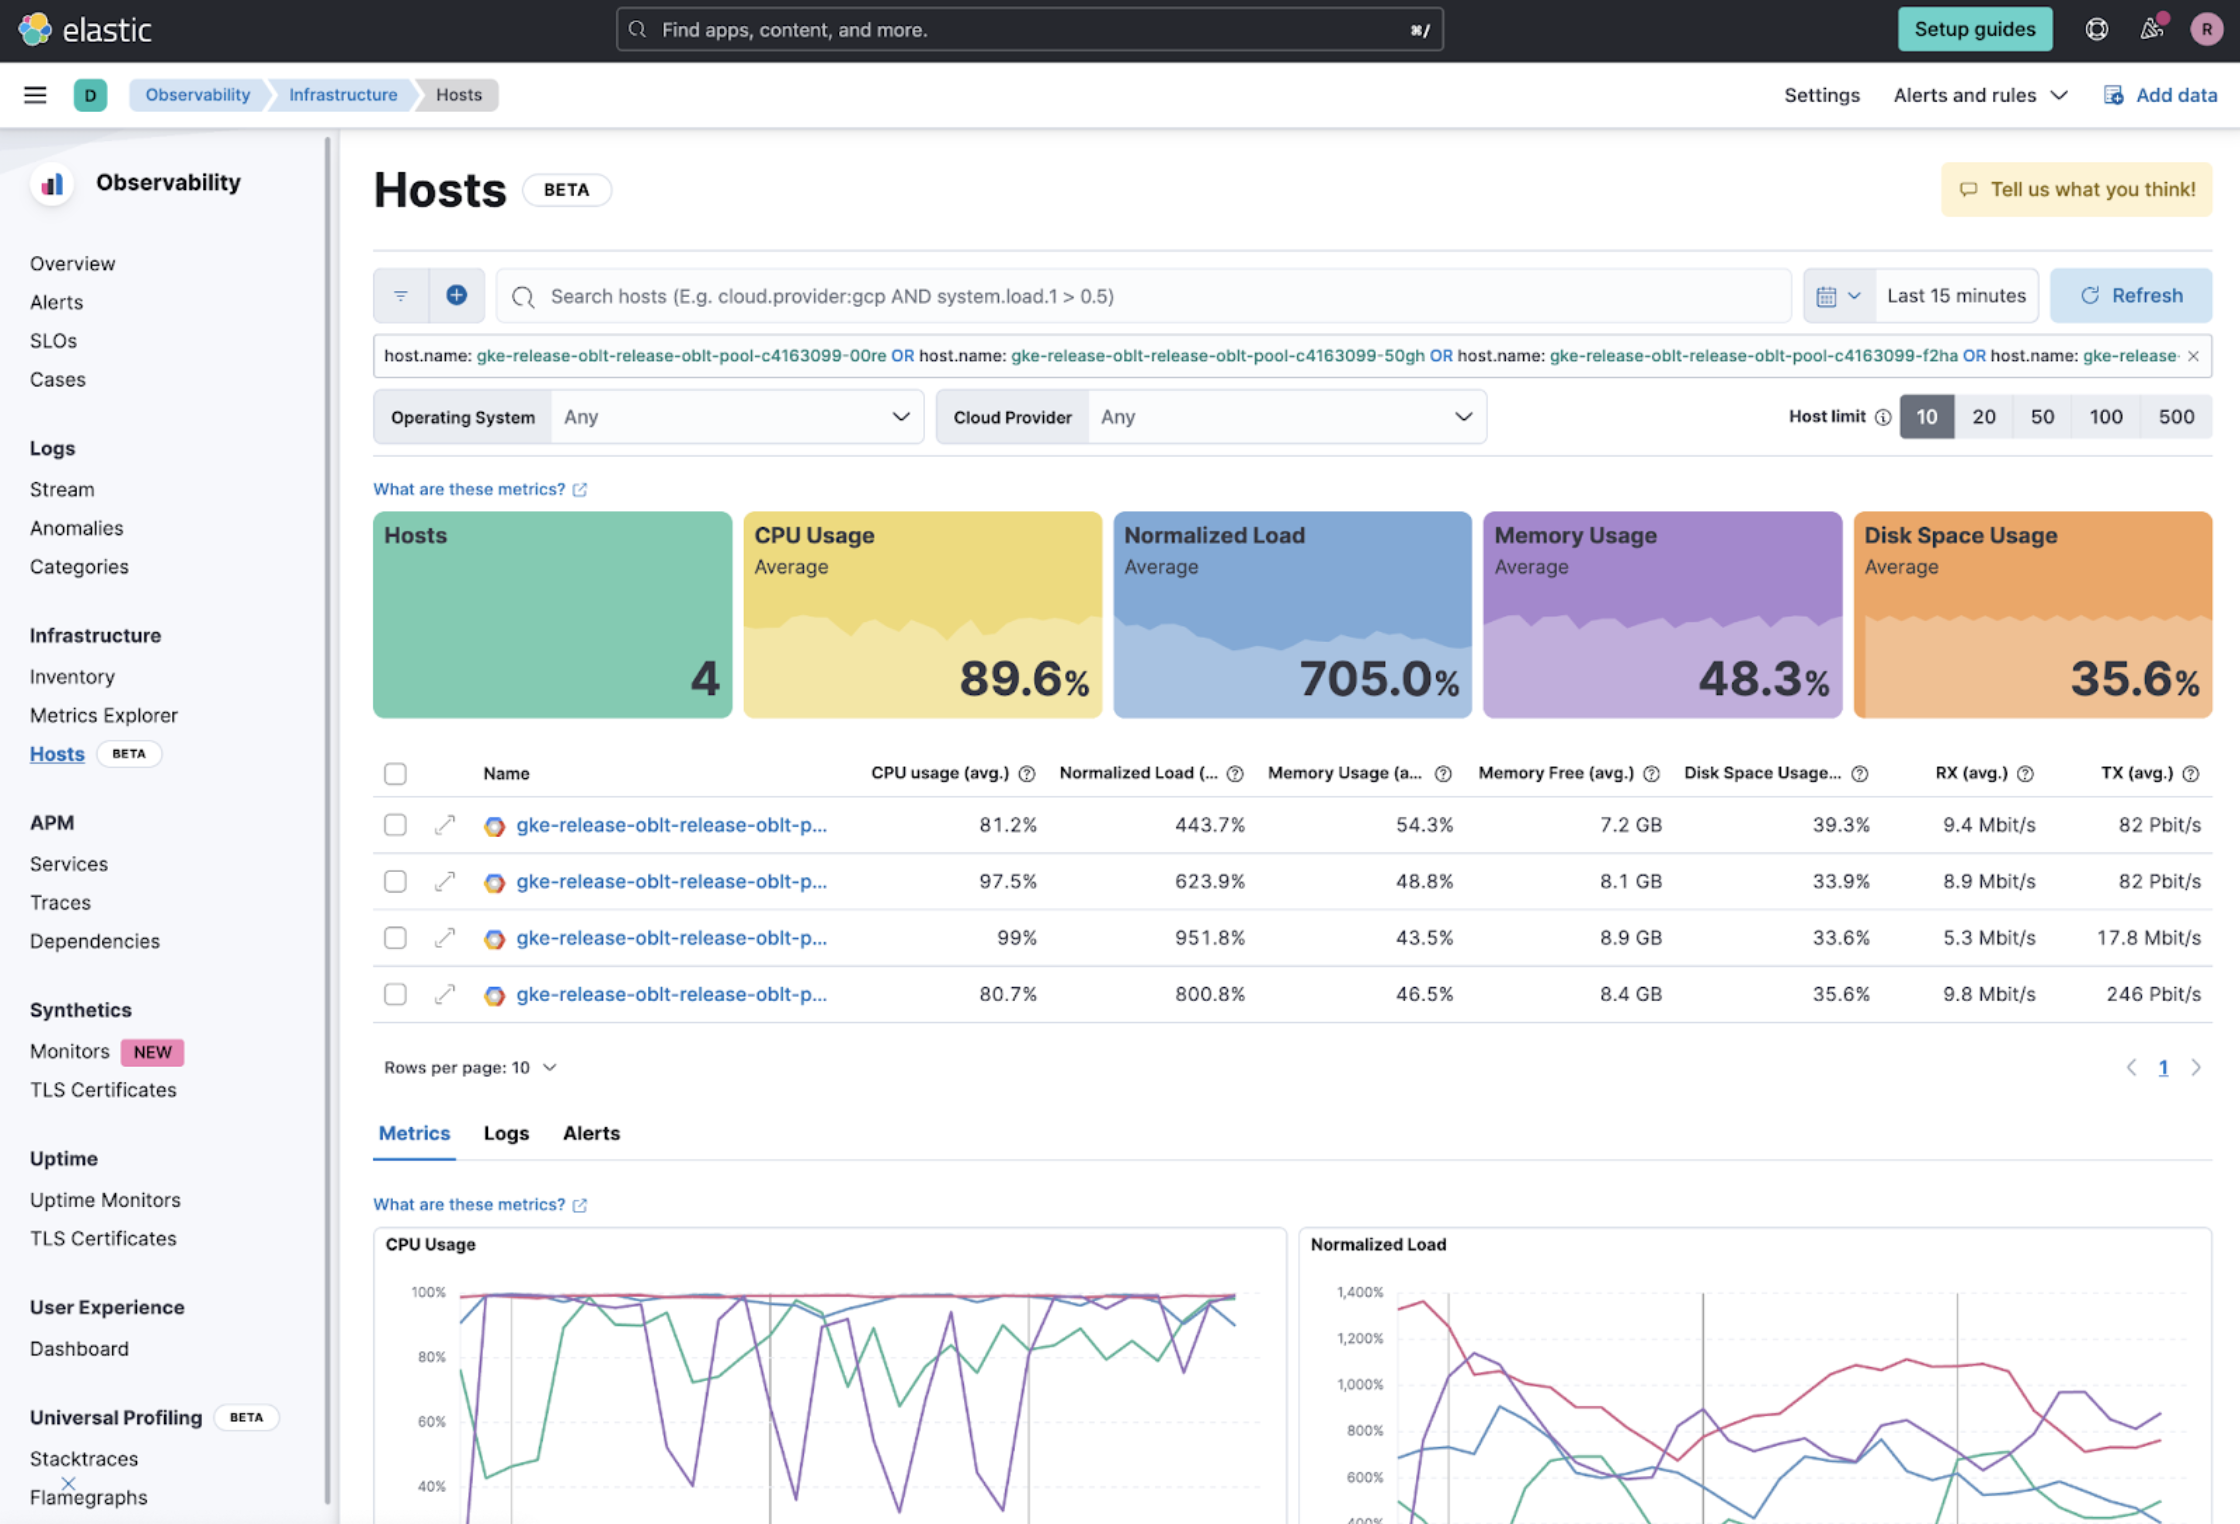 elastic
Find apps, content, and more.
⌘/
Setup guides
R
D
Observability
Infrastructure
Hosts
Settings
Alerts and rules
Add data
Observability
Overview
Alerts
SLOs
Cases
Logs
Stream
Anomalies
Categories
Infrastructure
Inventory
Metrics Explorer
Hosts BETA
APM
Services
Traces
Dependencies
Synthetics
Monitors NEW
TLS Certificates
Uptime
Uptime Monitors
TLS Certificates
User Experience
Dashboard
Universal Profiling BETA
Stacktraces
Flamegraphs
Hosts BETA
Tell us what you think!
Search hosts (E.g. cloud.provider:gcp AND system.load.1 > 0.5)
Last 15 minutes
Refresh
host.name: gke-release-oblt-release-oblt-pool-c4163099-00re OR host.name: gke-release-oblt-release-oblt-pool-c4163099-50gh OR host.name: gke-release-oblt-release-oblt-pool-c4163099-f2ha OR host.name: gke-release-
Operating System Any
Cloud Provider Any
Host limit 10 20 50 100 500
What are these metrics?
Hosts
4
CPU Usage
Average
89.6%
Normalized Load
Average
705.0%
Memory Usage
Average
48.3%
Disk Space Usage
Average
35.6%
Name CPU usage (avg.) Normalized Load (... Memory Usage (a... Memory Free (avg.) Disk Space Usage... RX (avg.) TX (avg.)
gke-release-oblt-release-oblt-p... 81.2% 443.7% 54.3% 7.2 GB 39.3% 9.4 Mbit/s 82 Pbit/s
gke-release-oblt-release-oblt-p... 97.5% 623.9% 48.8% 8.1 GB 33.9% 8.9 Mbit/s 82 Pbit/s
gke-release-oblt-release-oblt-p... 99% 951.8% 43.5% 8.9 GB 33.6% 5.3 Mbit/s 17.8 Mbit/s
gke-release-oblt-release-oblt-p... 80.7% 800.8% 46.5% 8.4 GB 35.6% 9.8 Mbit/s 246 Pbit/s
Rows per page: 10
1
Metrics Logs Alerts
What are these metrics?
CPU Usage
100%
80%
60%
40%
Normalized Load
1,400%
1,200%
1,000%
800%
600%
400%